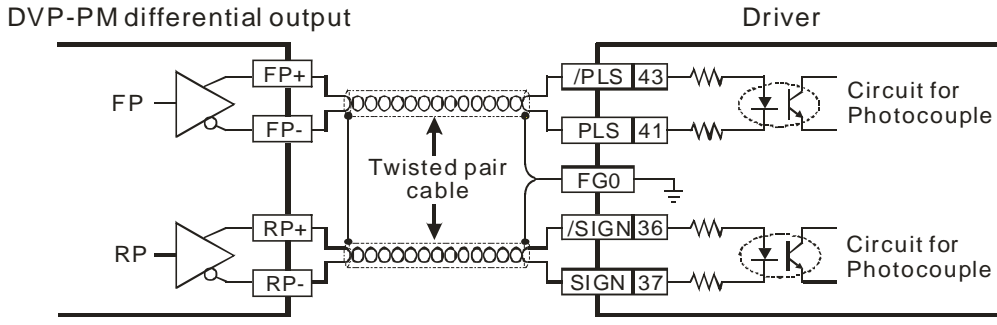 DVP-PM differential output
Driver
FP
FP+
FP-
/PLS 43
PLS 41
Circuit for
Photocouple
Twisted pair
cable
FG0
RP
RP+
RP-
/SIGN 36
SIGN 37
Circuit for
Photocouple